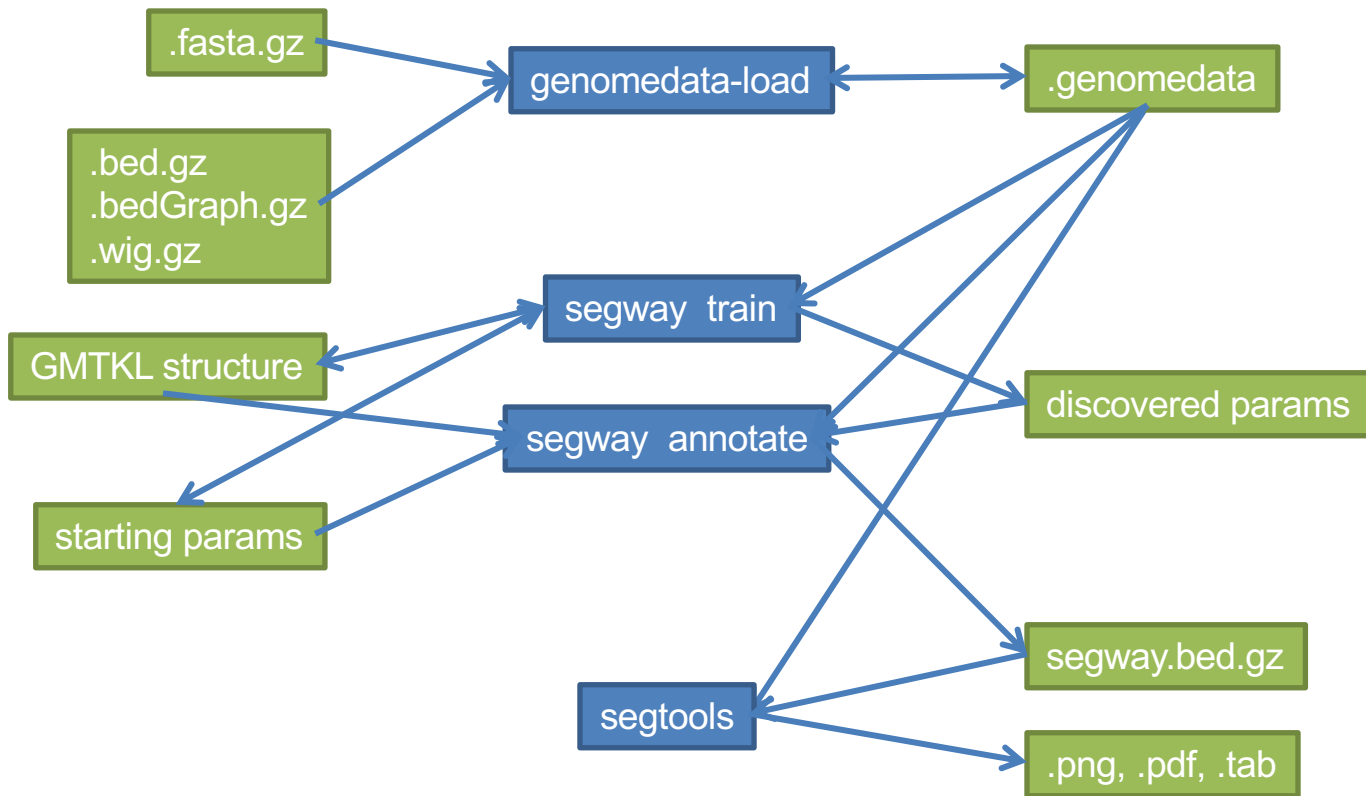 .fasta.gz
genomedata-load
.genomedata
.bed.gz
.bedGraph.gz
.wig.gz
segway train
GMTKL structure
discovered params
segway annotate
starting params
segway.bed.gz
segtools
.png, .pdf, .tab